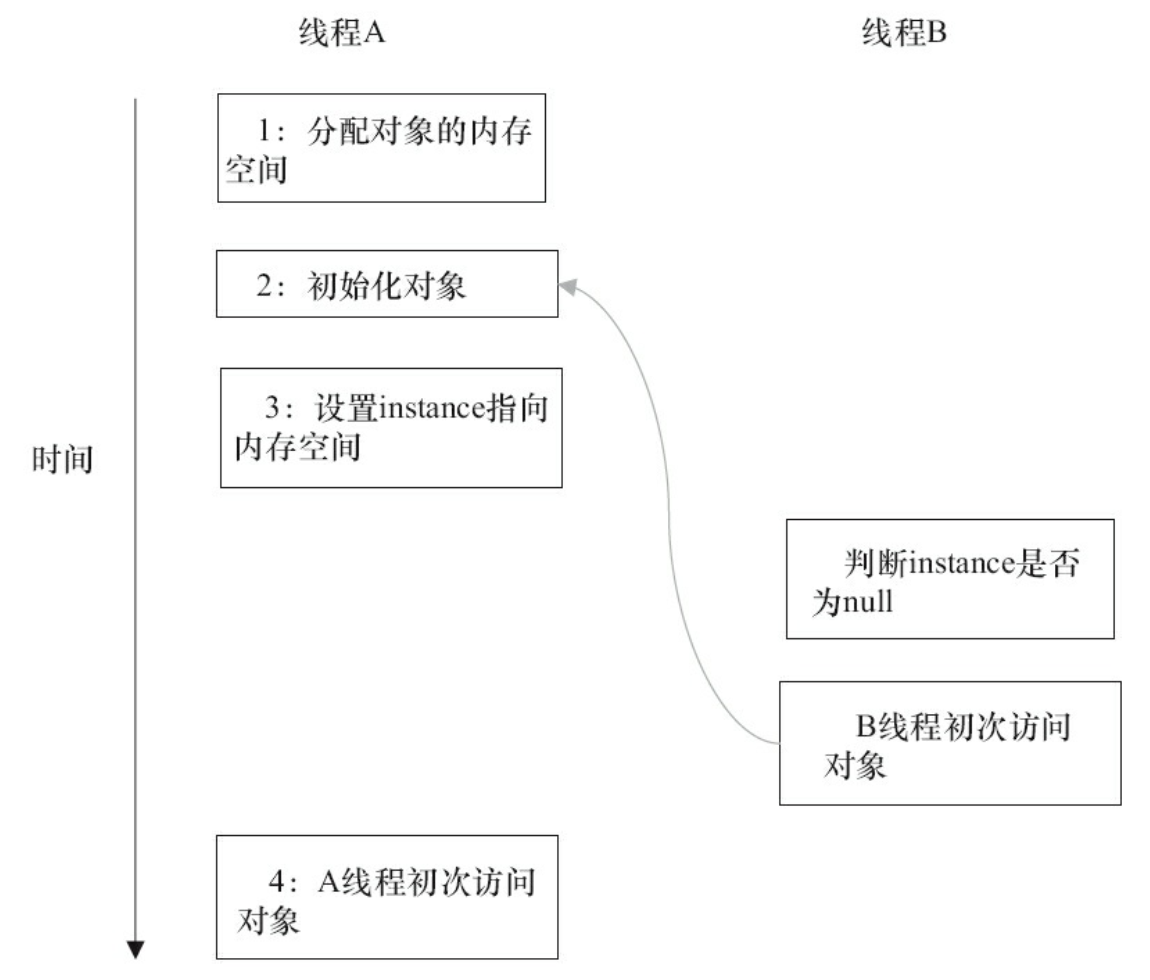 线程A
线程B
1：分配对象的内存
空间
2：初始化对象
3：设置instance指向
内存空间
时间
判断instance是否
为null
B线程初次访问
对象
4：A线程初次访问
对象